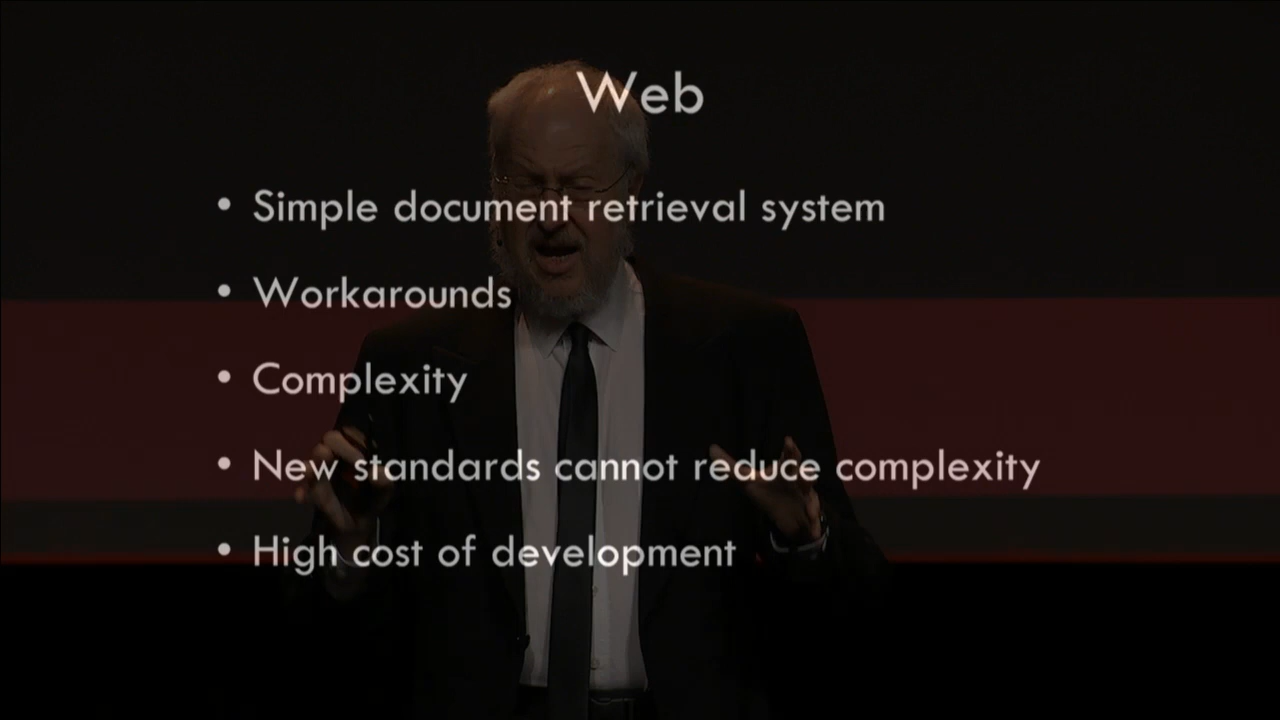 Web
• Simple document retrieval system
• Workarounds
• Complexity
• New standards cannot reduce complexity
• High cost of development